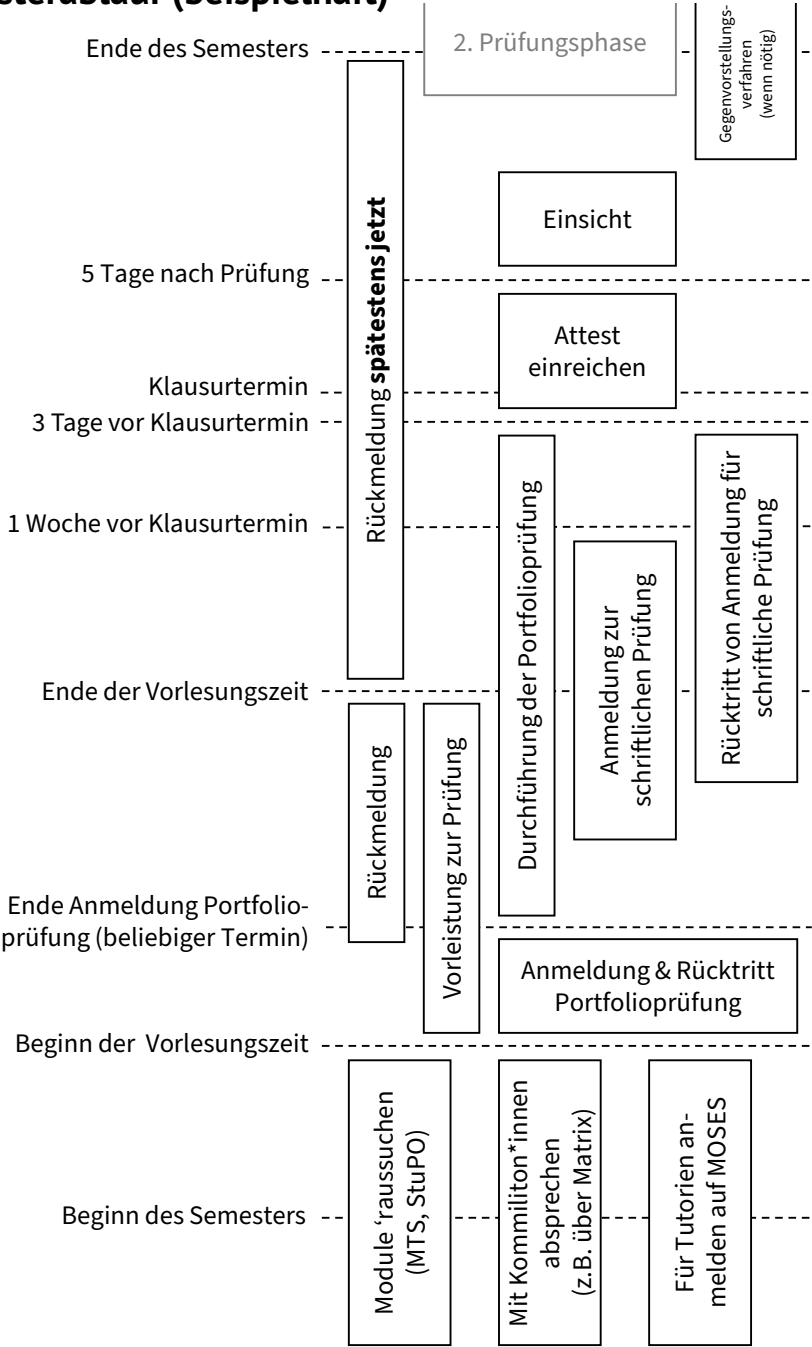 Ende des Semesters
2. Prüfungsphase
Gegenvorstellungs-
verfahren
(wenn nötig)
Einsicht
5 Tage nach Prüfung
Rückmeldung spätestens jetzt
Attest
einreichen
Klausurtermin
3 Tage vor Klausurtermin
1 Woche vor Klausurtermin
Durchführung der Portfolioprüfung
Anmeldung zur
schriftlichen Prüfung
Rücktritt von Anmeldung für
schriftliche Prüfung
Ende der Vorlesungszeit
Rückmeldung
Vorleistung zur Prüfung
Ende Anmeldung Portfolio-
prüfung (beliebiger Termin)
Anmeldung & Rücktritt
Portfolioprüfung
Beginn der Vorlesungszeit
Module ‘raussuchen
(MTS, StuPO)
Mit Kommiliton*innen
absprechen
(z.B. über Matrix)
Für Tutorien an-
melden auf MOSES
Beginn des Semesters